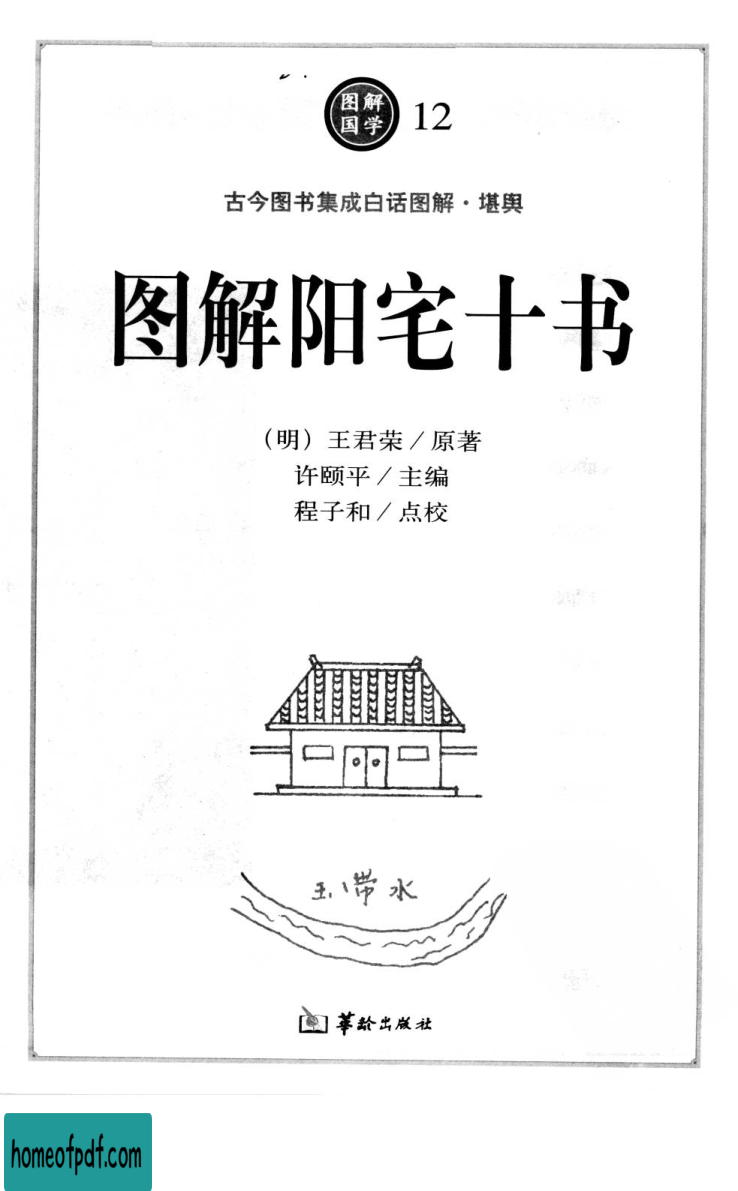 图解
国学
12
古今图书集成白话图解·堪舆
图解阳宅十书
（明）王君荣／原著
许颐平／主编
程子和／点校
玉带水
華龄出版社
homeofpdf.com